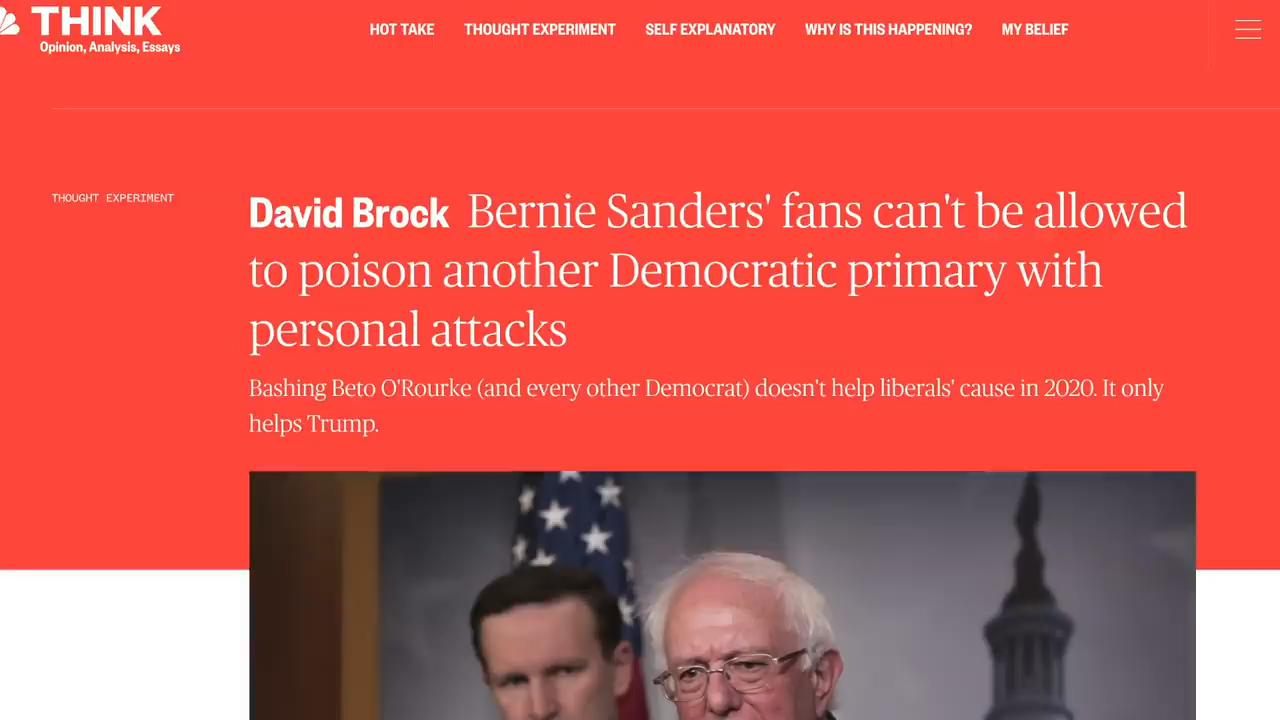 THINK
Opinion, Analysis, Essays
HOT TAKE THOUGHT EXPERIMENT SELF EXPLANATORY WHY IS THIS HAPPENING? MY BELIEF
THOUGHT EXPERIMENT
David Brock Bernie Sanders' fans can't be allowed
to poison another Democratic primary with
personal attacks
Bashing Beto O'Rourke (and every other Democrat) doesn't help liberals' cause in 2020. It only
helps Trump.